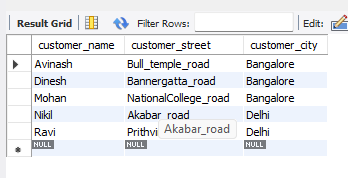 Result Grid Filter Rows: Edit:
customer_name customer_street customer_city
Avinash Bull_temple_road Bangalore
Dinesh Bannergatta_road Bangalore
Mohan NationalCollege_road Bangalore
Nikil Akabar_road Delhi
Ravi Prithvi Akabar_road Delhi
NULL NULL NULL